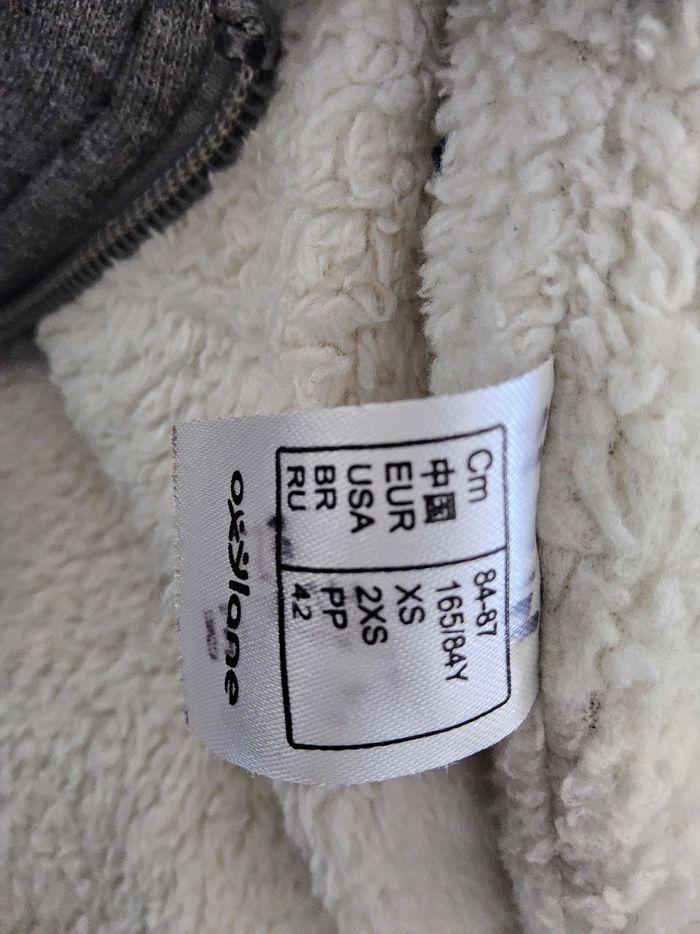 Cm 84-87
中国 165/84Y
EUR XS
USA 2XS
BR PP
RU 42
oxylane